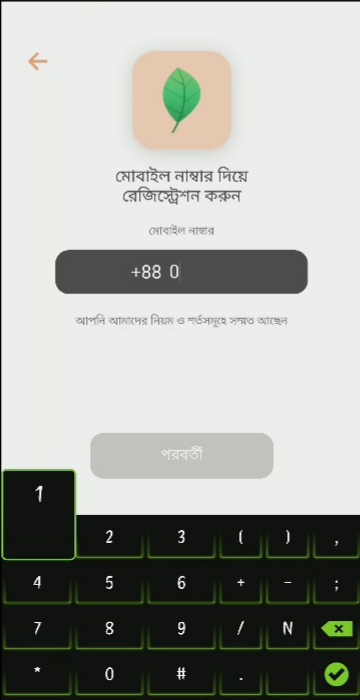 মোবাইল নাম্বার দিয়ে
রেজিস্ট্রেশন করুন
মোবাইল নাম্বার
+88 0
আপনি আমাদের নিয়ম ও শর্তসমূহে সম্মত আছেন
পরবর্তী
1 2 3 ( ) ,
4 5 6 + - ;
7 8 9 / N
* 0 # .